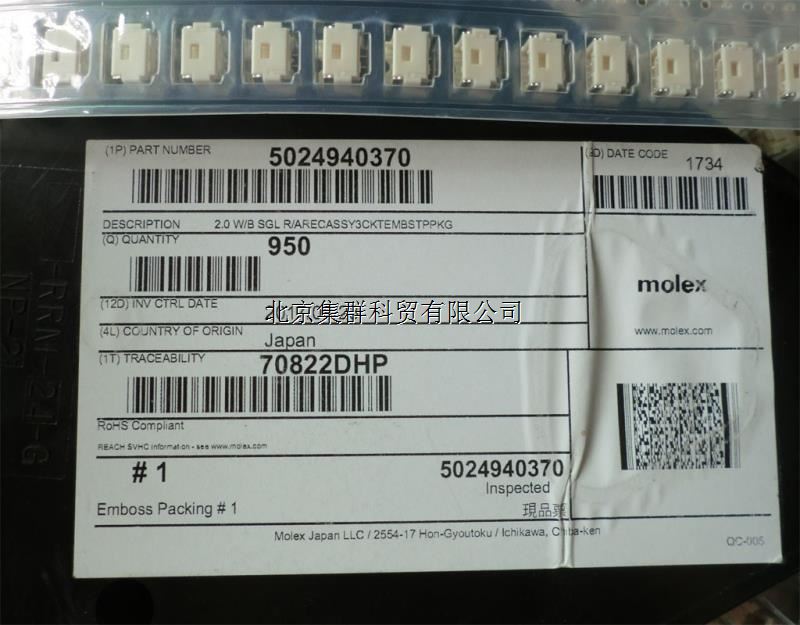 (1P) PART NUMBER 5024940370
(D) DATE CODE 1734
DESCRIPTION 2.0 W/B SGL R/ARECASSY3CKTEMBSTPPKG
(Q) QUANTITY 950
molex
www.molex.com
(12D) INV CTRL DATE
北京集群科贸有限公司
(4L) COUNTRY OF ORIGIN Japan
(1T) TRACEABILITY 70822DHP
RoHS Compliant
REACH SVHC Information - see www.molex.com
# 1 5024940370
Inspected
Emboss Packing # 1 現品票
Molex Japan LLC / 2554-17 Hon-Gyoutoku / Ichikawa, Chiba-ken
QC-005